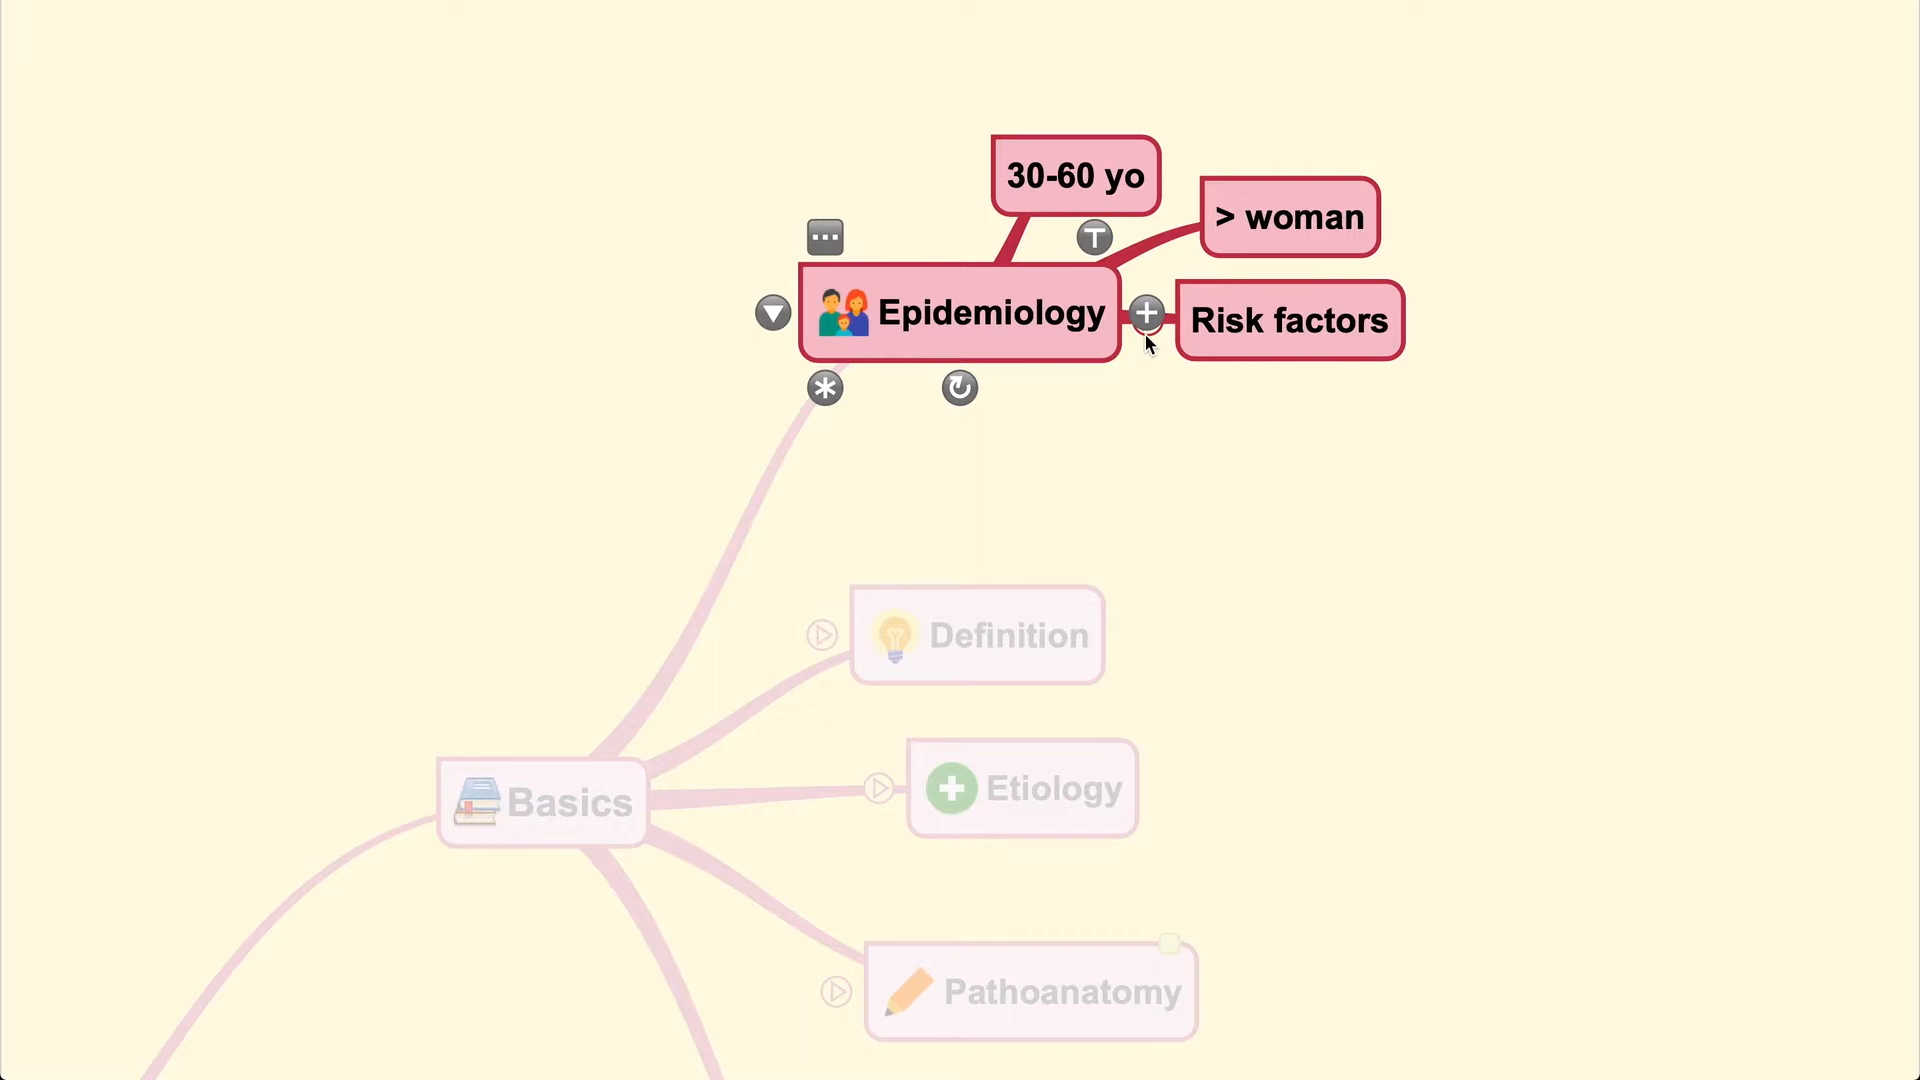 30-60 yo
> woman
Epidemiology
Risk factors
Definition
Etiology
Basics
Pathoanatomy